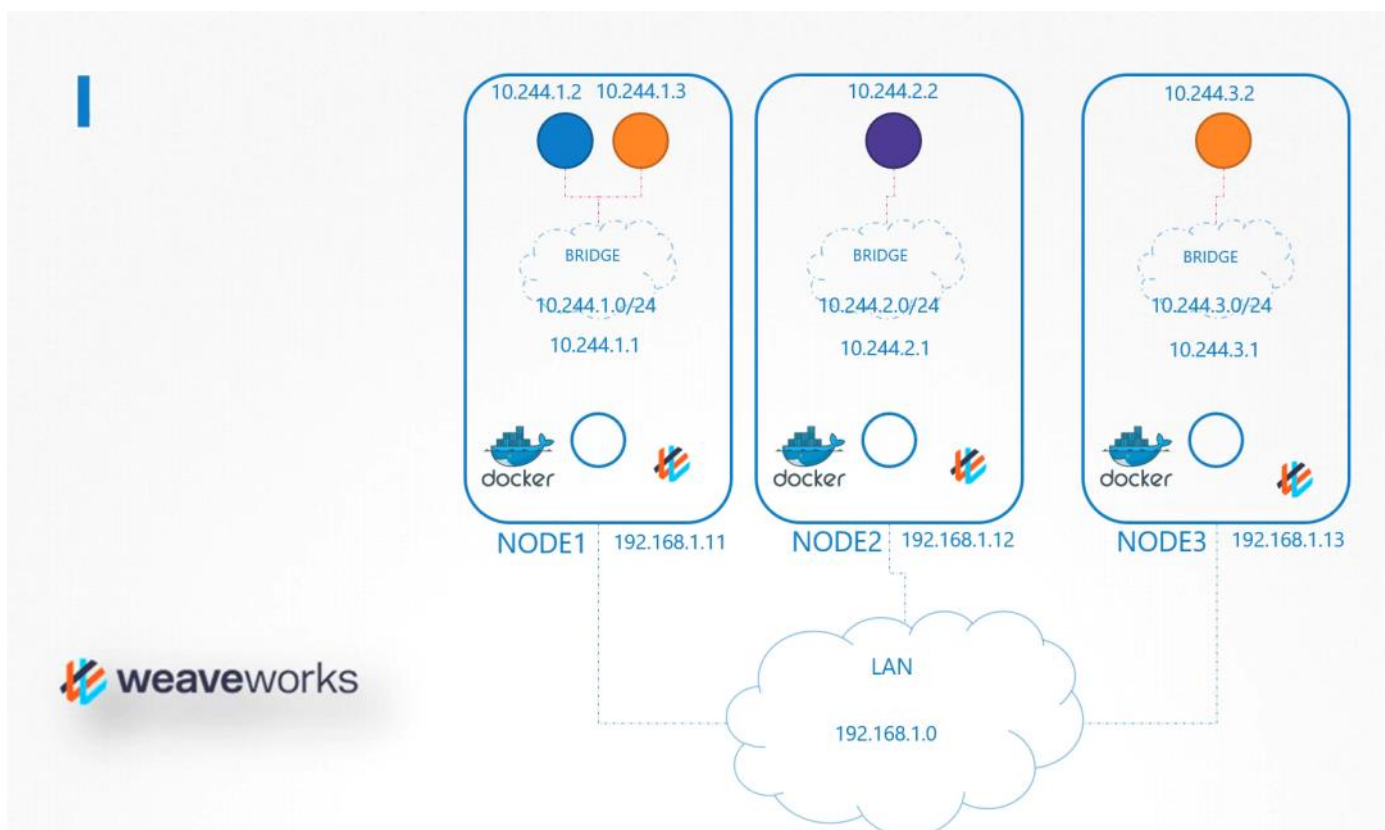 10.244.1.2 10.244.1.3
BRIDGE
10.244.1.0/24
10.244.1.1
docker
NODE1 192.168.1.11
10.244.2.2
BRIDGE
10.244.2.0/24
10.244.2.1
docker
NODE2 192.168.1.12
10.244.3.2
BRIDGE
10.244.3.0/24
10.244.3.1
docker
NODE3 192.168.1.13
LAN
192.168.1.0
weaveworks